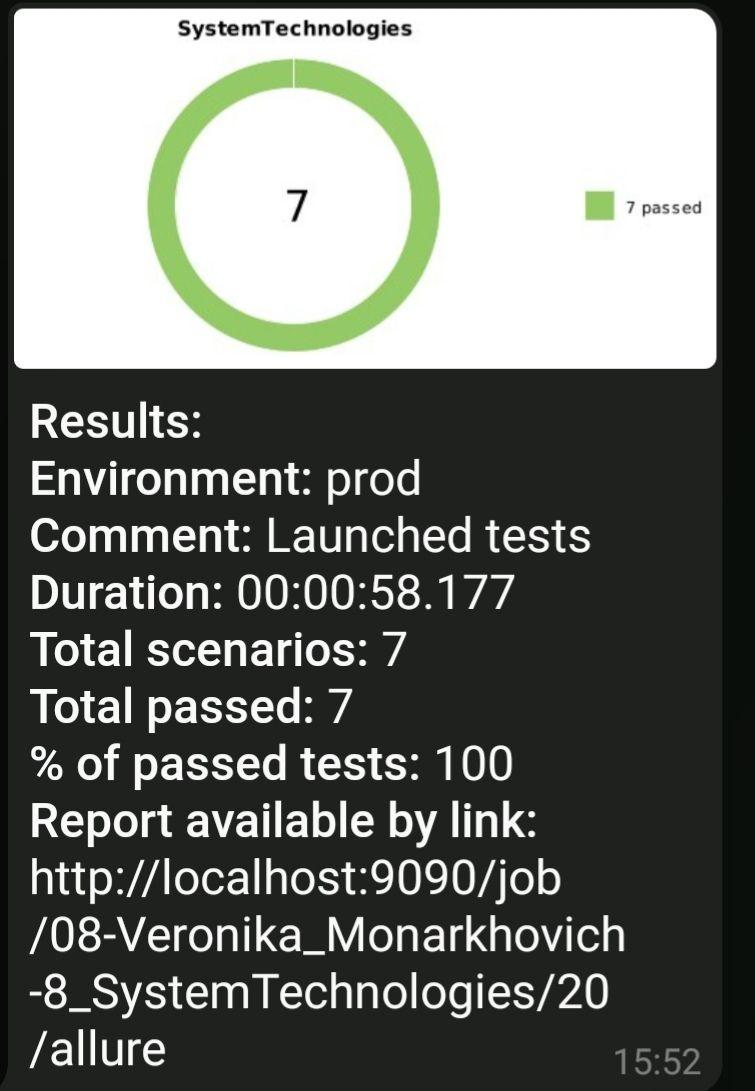 SystemTechnologies
7
7 passed
Results:
Environment: prod
Comment: Launched tests
Duration: 00:00:58.177
Total scenarios: 7
Total passed: 7
% of passed tests: 100
Report available by link:
http://localhost:9090/job
/08-Veronika_Monarkhovich
-8_SystemTechnologies/20
/allure
15:52